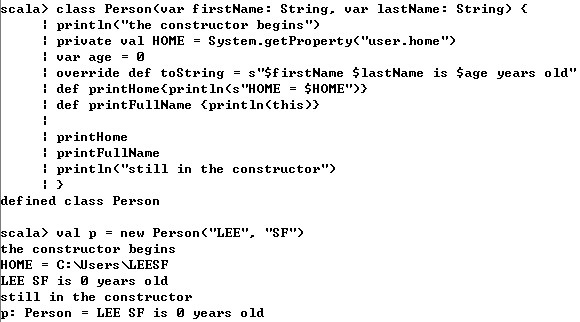 scala> class Person(var firstName: String, var lastName: String) {
     | println("the constructor begins")
     | private val HOME = System.getProperty("user.home")
     | var age = 0
     | override def toString = s"$firstName $lastName is $age years old"
     | def printHome{println(s"HOME = $HOME")}
     | def printFullName {println(this)}
     |
     | printHome
     | printFullName
     | println("still in the constructor")
     | }
defined class Person

scala> val p = new Person("LEE", "SF")
the constructor begins
HOME = C:\Users\LEESF
LEE SF is 0 years old
still in the constructor
p: Person = LEE SF is 0 years old